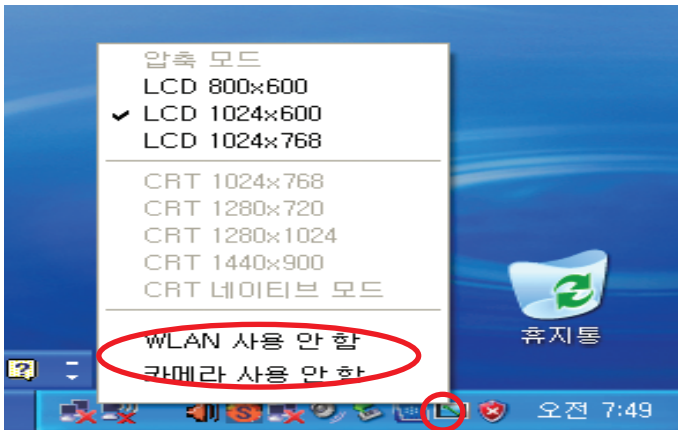 압축 모드
LCD 800x600
LCD 1024x600
LCD 1024x768
CRT 1024x768
CRT 1280x720
CRT 1280x1024
CRT 1440x900
CRT 네이티브 모드
WLAN 사용 안 함
카메라 사용 안 함
휴지통
오전 7:49